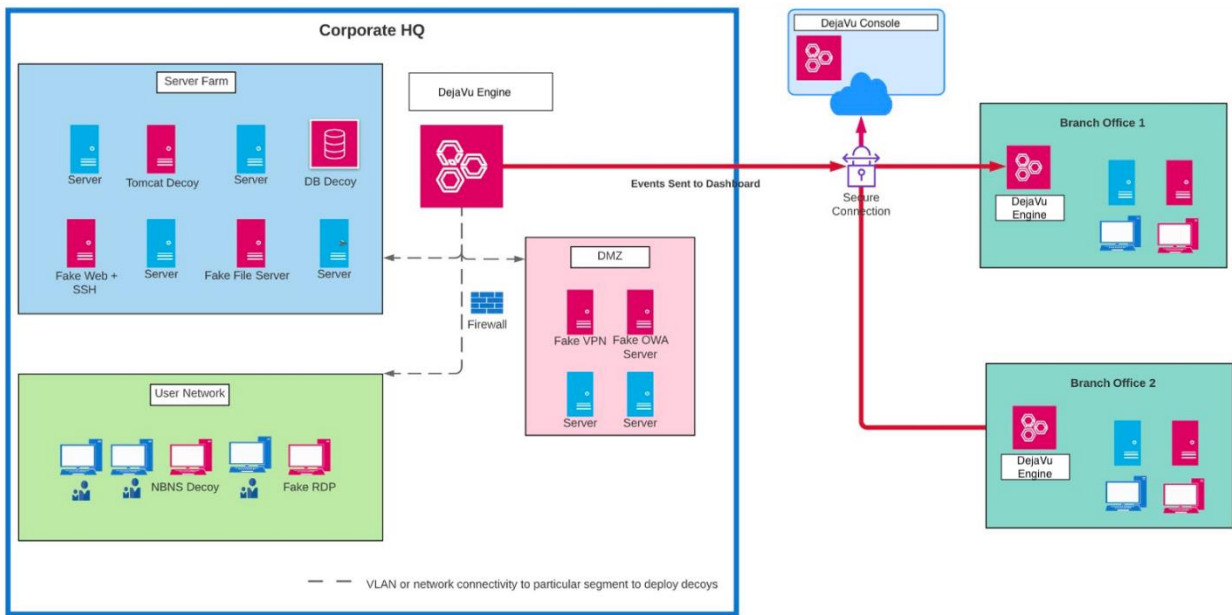 Corporate HQ
Server Farm
Server
Tomcat Decoy
Server
DB Decoy
Fake Web +
SSH
Server
Fake File Server
Server
DejaVu Engine
Events Sent to Dashboard
DejaVu Console
Secure
Connection
Branch Office 1
DejaVu
Engine
DMZ
Fake VPN
Fake OWA
Server
Server
Server
Firewall
User Network
NBNS Decoy
Fake RDP
Branch Office 2
DejaVu
Engine
VLAN or network connectivity to particular segment to deploy decoys